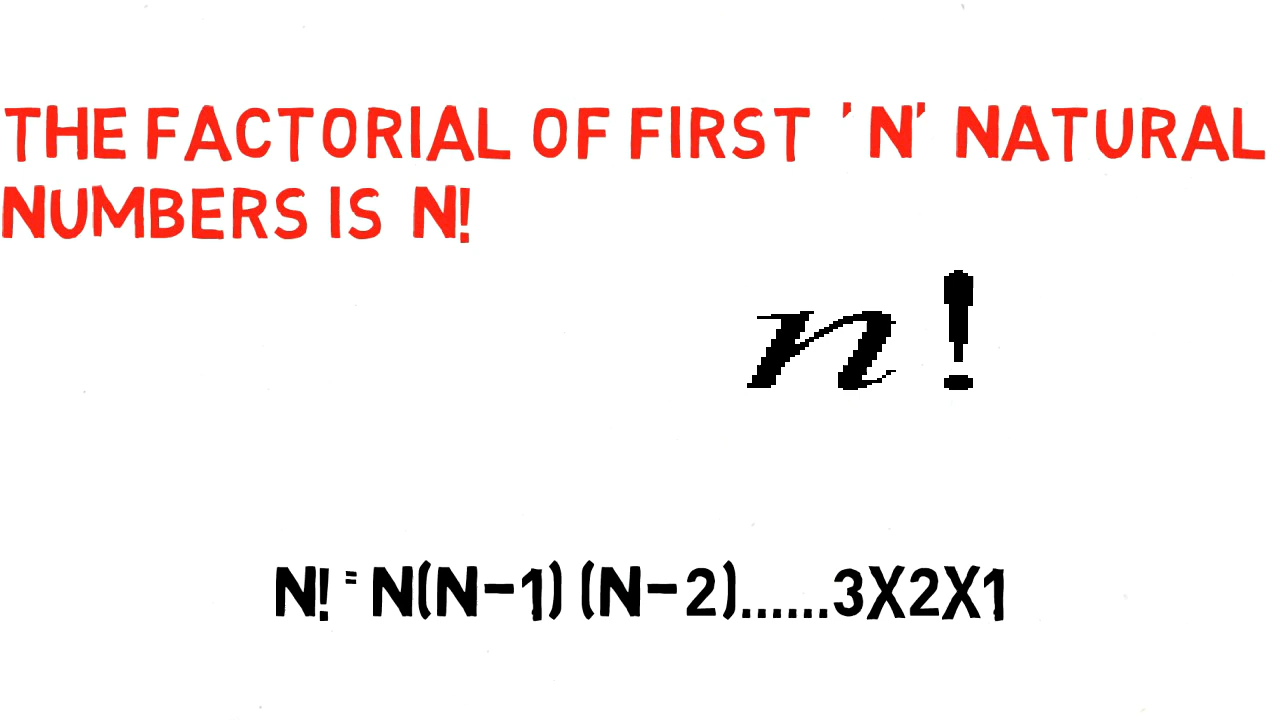 THE FACTORIAL OF FIRST 'N' NATURAL
NUMBERS IS N!
n!
N! = N(N-1) (N-2)......3X2X1